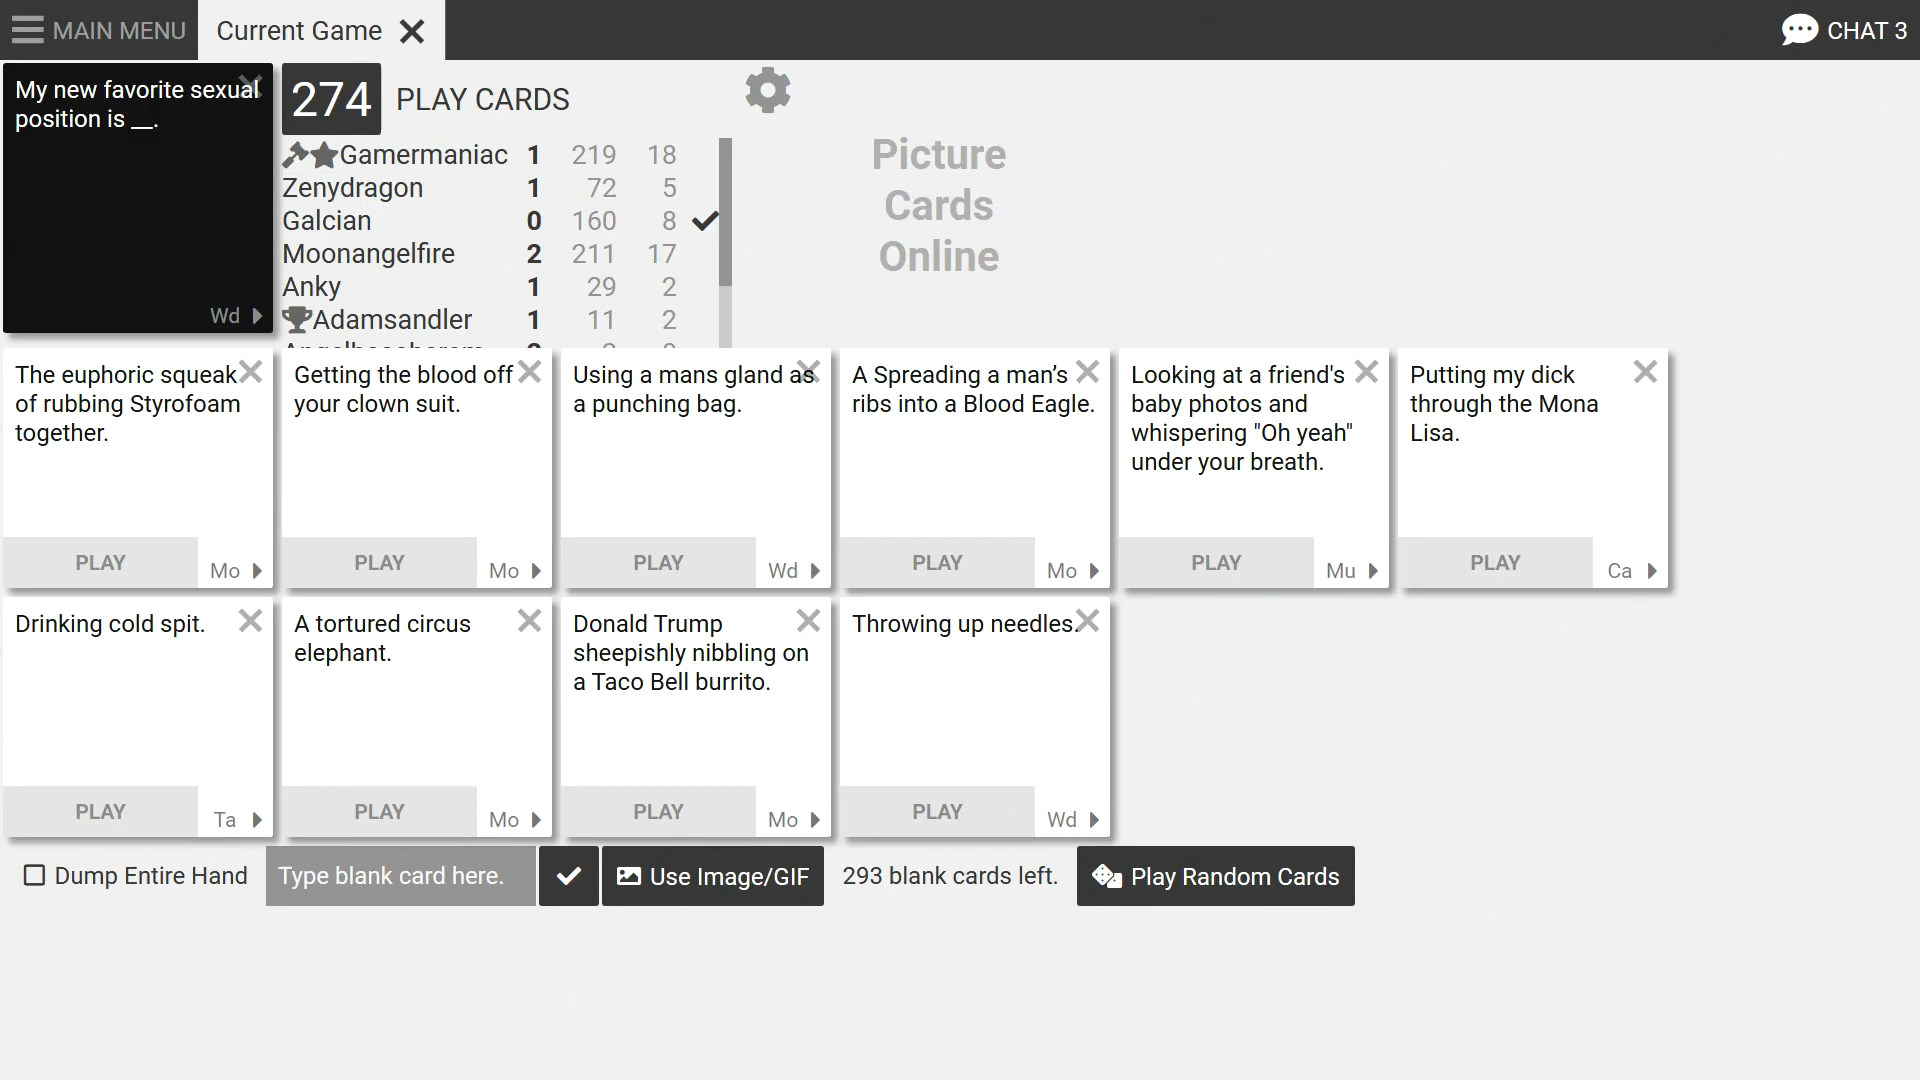 MAIN MENU
Current Game
CHAT 3
My new favorite sexual
position is __.
Wd
274 PLAY CARDS
Gamermaniac 1 219 18
Zenydragon 1 72 5
Galcian 0 160 8
Moonangelfire 2 211 17
Anky 1 29 2
Adamsandler 1 11 2
Picture
Cards
Online
The euphoric squeak
of rubbing Styrofoam
together.
PLAY
Mo
Getting the blood off
your clown suit.
PLAY
Mo
Using a mans gland as
a punching bag.
PLAY
Wd
A Spreading a man’s
ribs into a Blood Eagle.
PLAY
Mo
Looking at a friend's
baby photos and
whispering "Oh yeah"
under your breath.
PLAY
Mu
Putting my dick
through the Mona
Lisa.
PLAY
Ca
Drinking cold spit.
PLAY
Ta
A tortured circus
elephant.
PLAY
Mo
Donald Trump
sheepishly nibbling on
a Taco Bell burrito.
PLAY
Mo
Throwing up needles.
PLAY
Wd
Dump Entire Hand
Type blank card here.
Use Image/GIF
293 blank cards left.
Play Random Cards